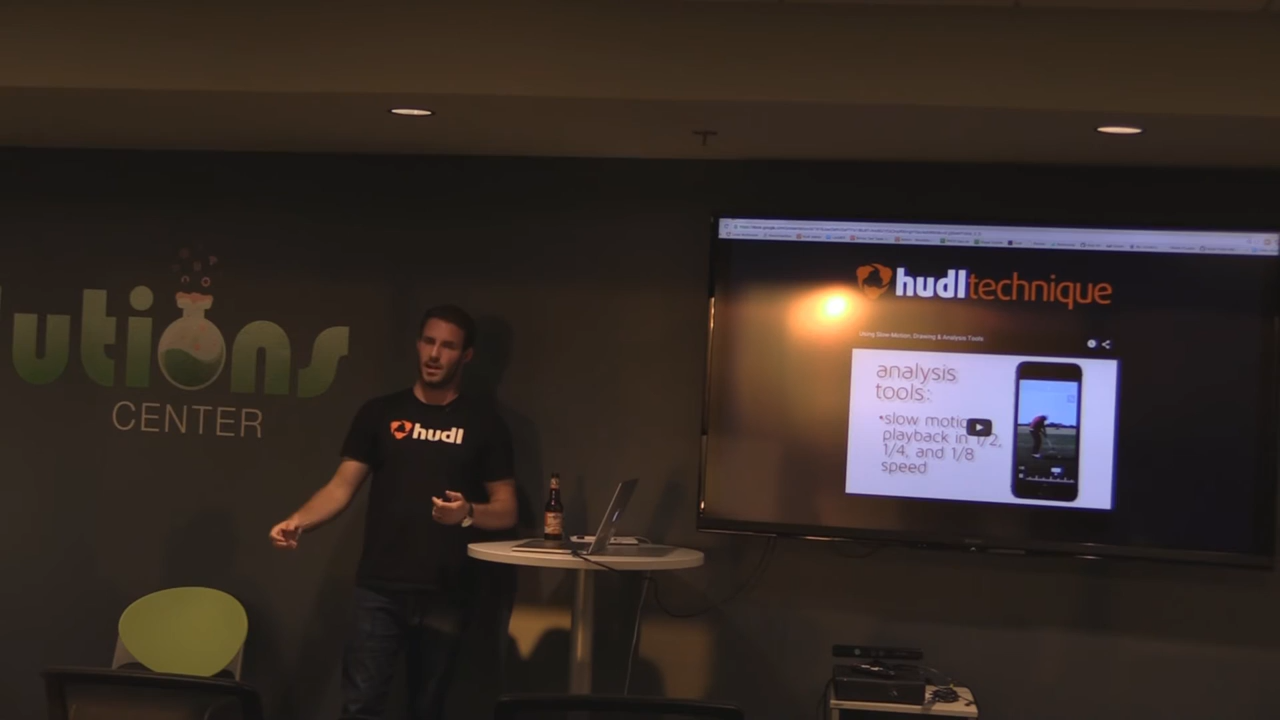 lutions
CENTER
hudl
hudltechnique
Using Slow-Motion, Drawing & Analysis Tools
analysis
tools:
•slow motio
playback in 1/2,
1/4, and 1/8
speed